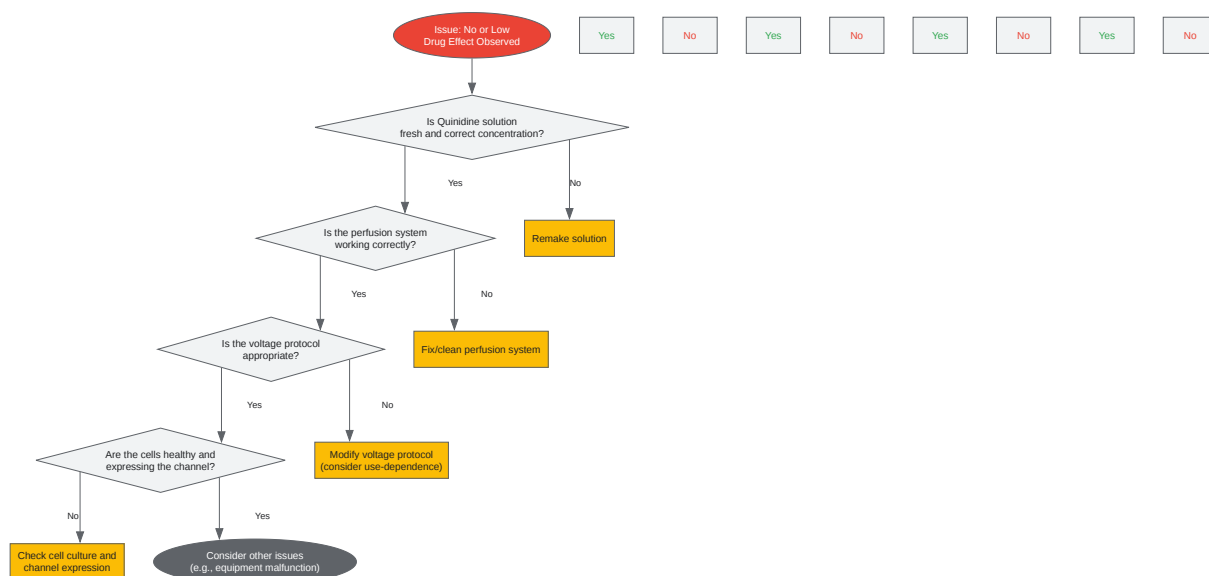 Issue: No or Low
Drug Effect Observed
Yes
No
Yes
No
Yes
No
Yes
No
Is Quinidine solution
fresh and correct concentration?
Yes
No
Is the perfusion system
working correctly?
Remake solution
Yes
No
Is the voltage protocol
appropriate?
Fix/clean perfusion system
Yes
No
Are the cells healthy and
expressing the channel?
Modify voltage protocol
(consider use-dependence)
No
Yes
Check cell culture and
channel expression
Consider other issues
(e.g., equipment malfunction)